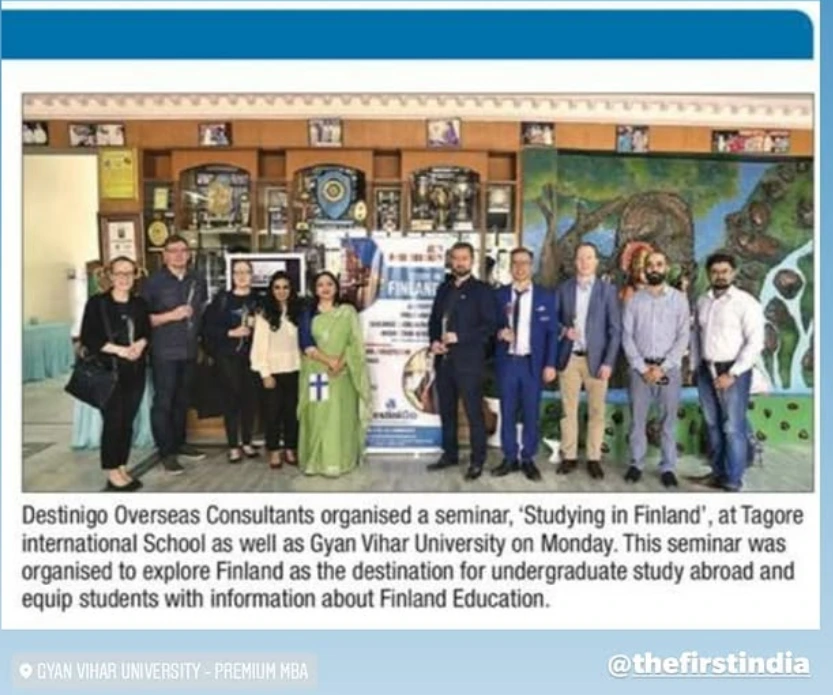 FINLAND
Destinigo Overseas Consultants organised a seminar, ‘Studying in Finland’, at Tagore
international School as well as Gyan Vihar University on Monday. This seminar was
organised to explore Finland as the destination for undergraduate study abroad and
equip students with information about Finland Education.
GYAN VIHAR UNIVERSITY - PREMIUM MBA
@thefirstindia